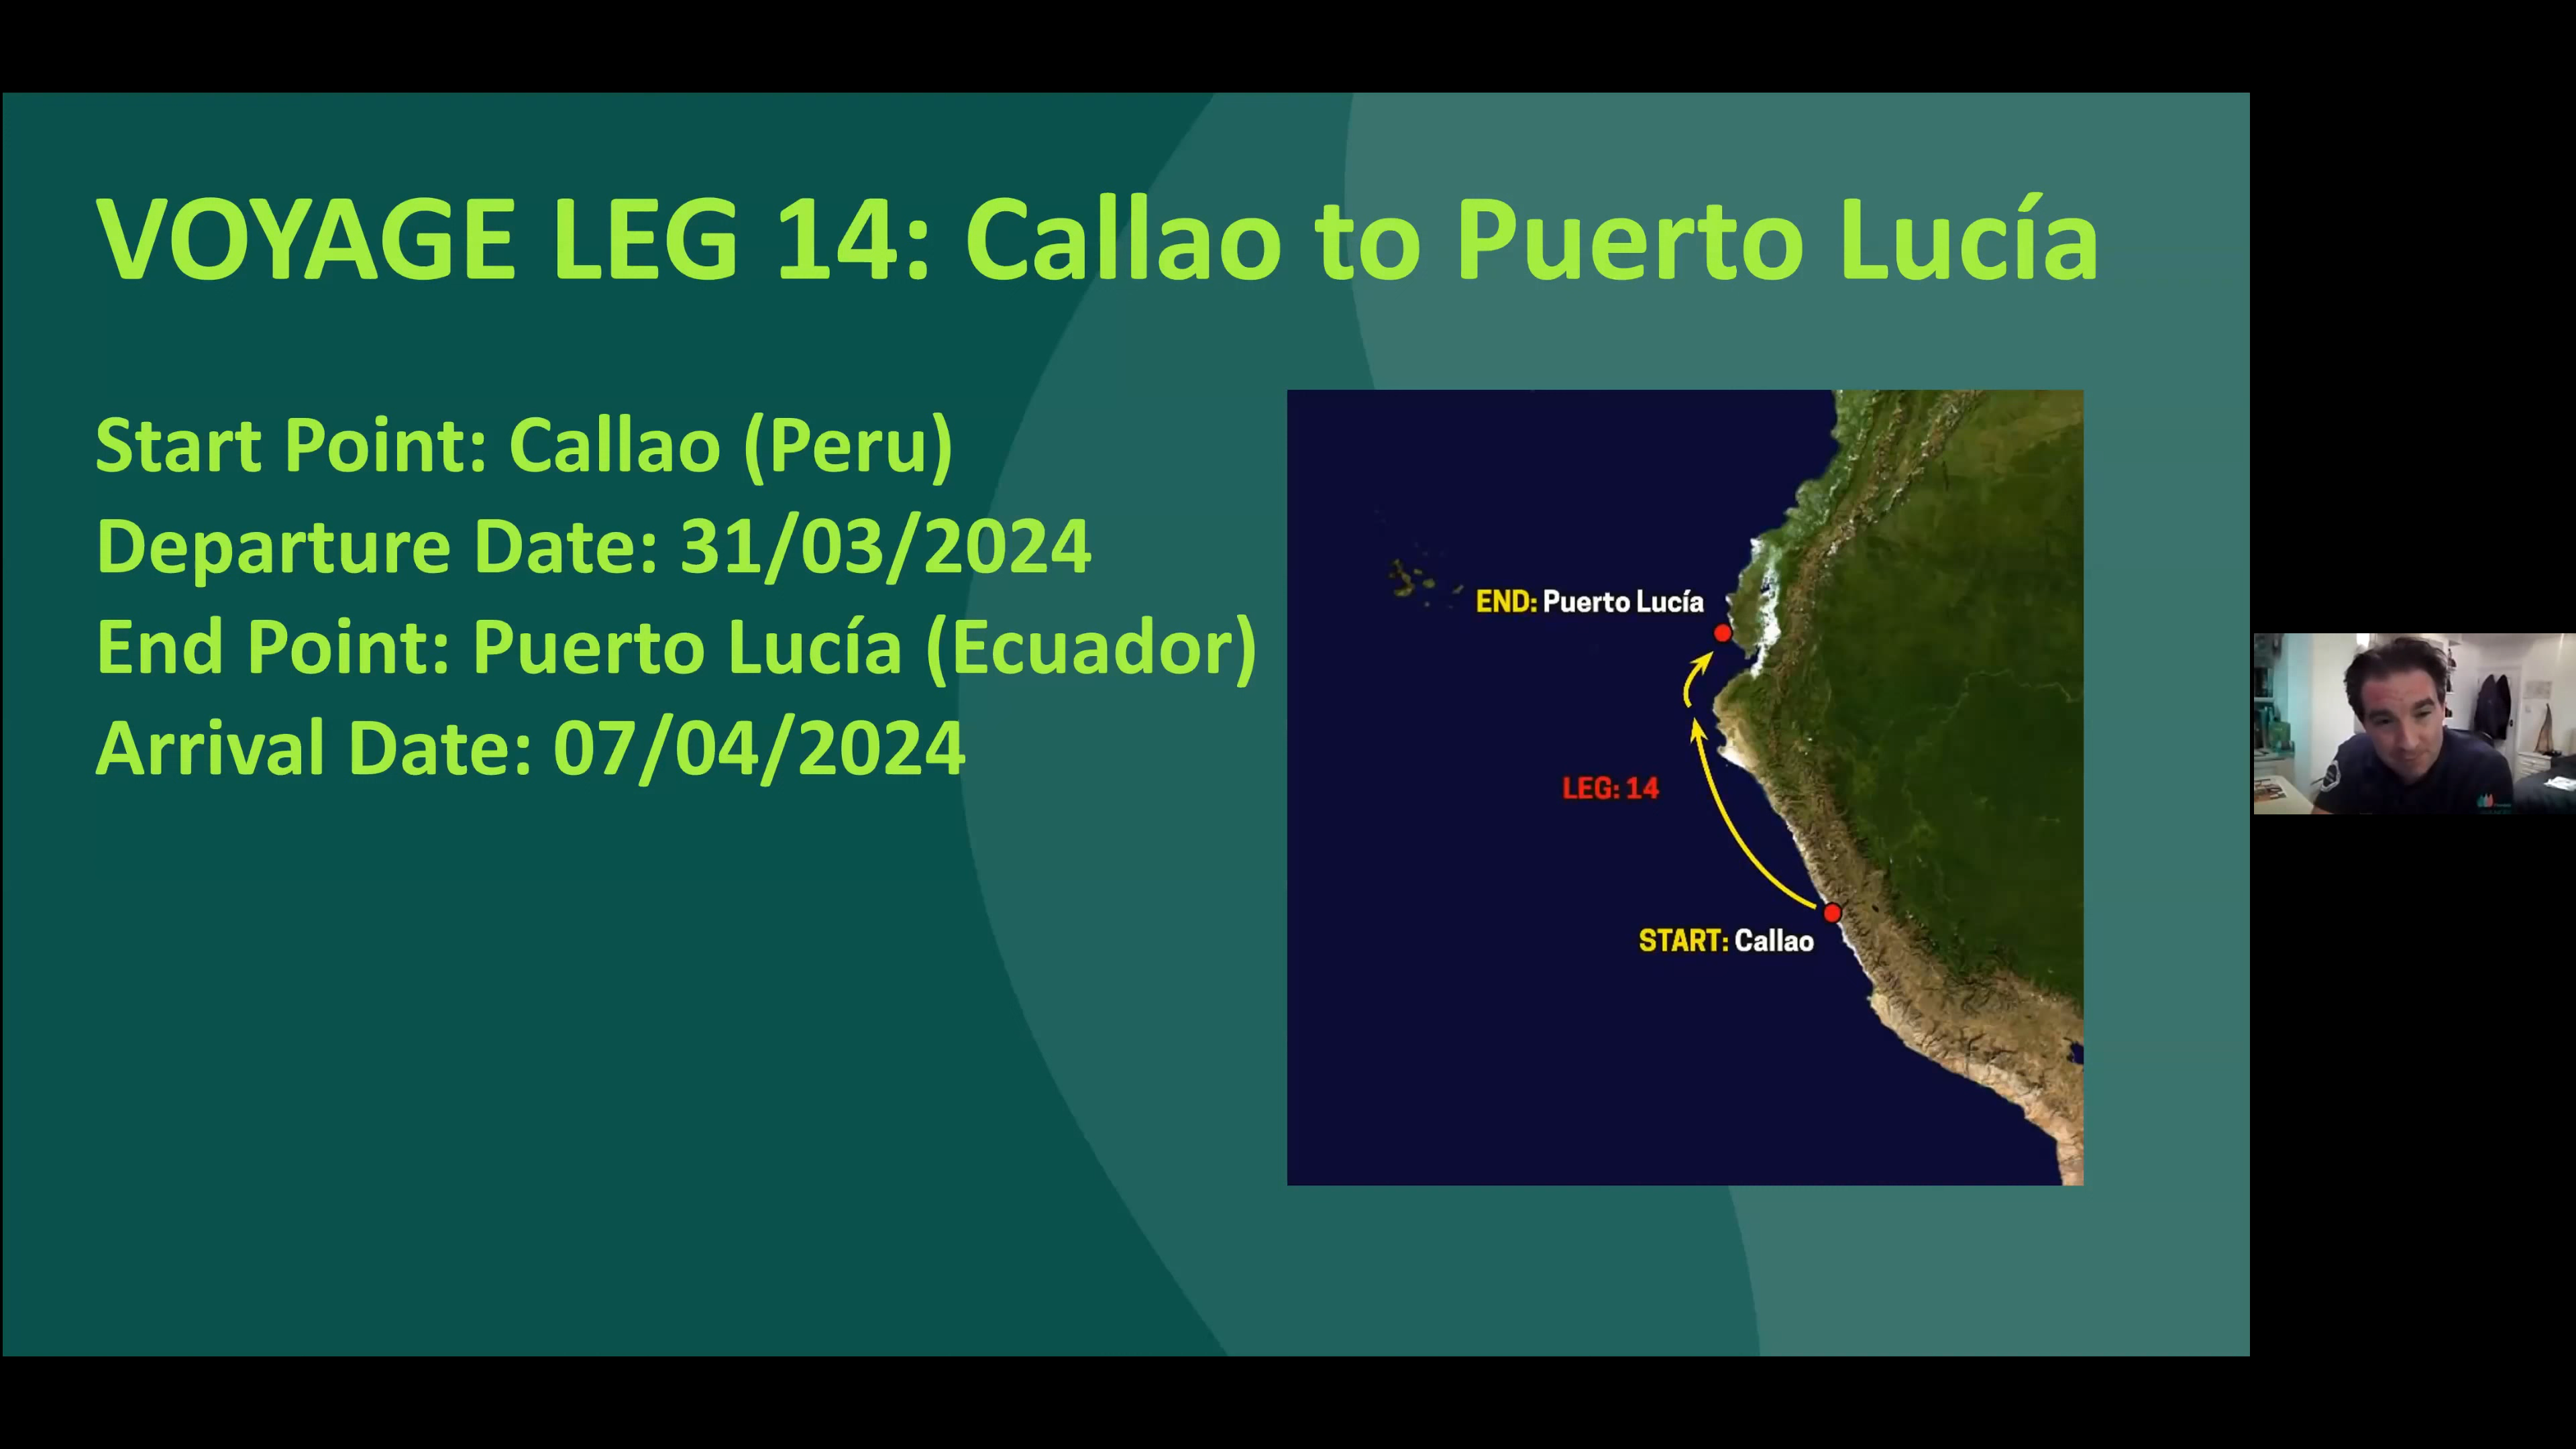 VOYAGE LEG 14: Callao to Puerto Lucía
Start Point: Callao (Peru)
Departure Date: 31/03/2024
End Point: Puerto Lucía (Ecuador)
Arrival Date: 07/04/2024
END: Puerto Lucía
LEG: 14
START: Callao